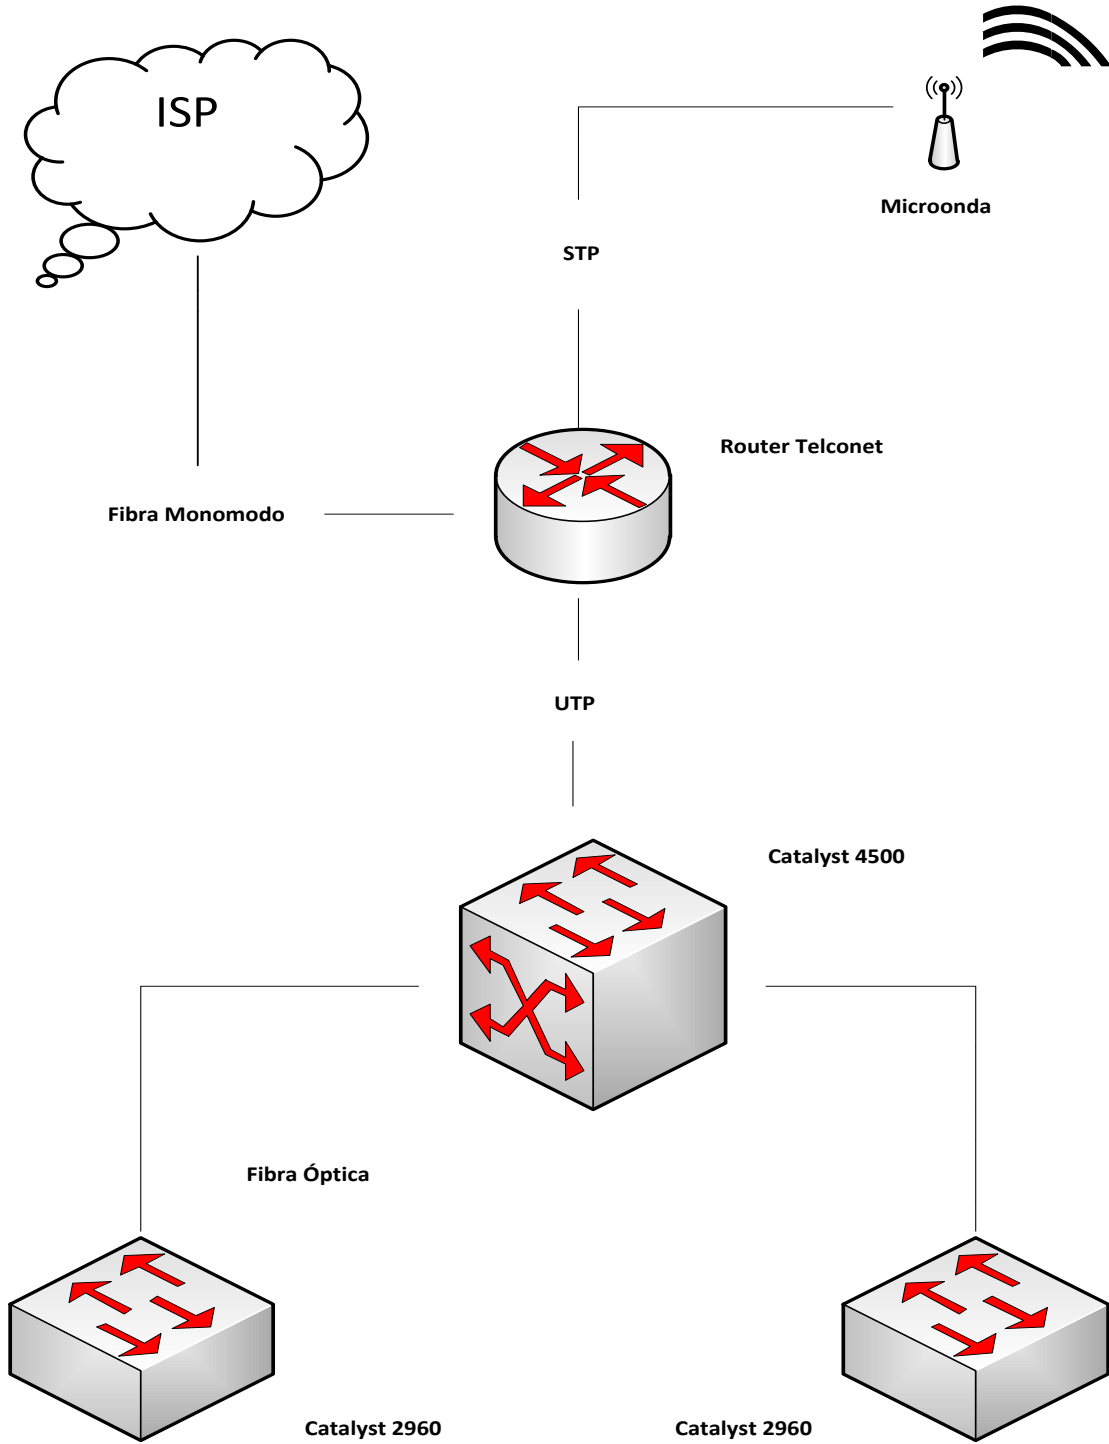 ISP
Microonda
STP
Router Telconet
Fibra Monomodo
UTP
Catalyst 4500
Fibra Óptica
Catalyst 2960
Catalyst 2960